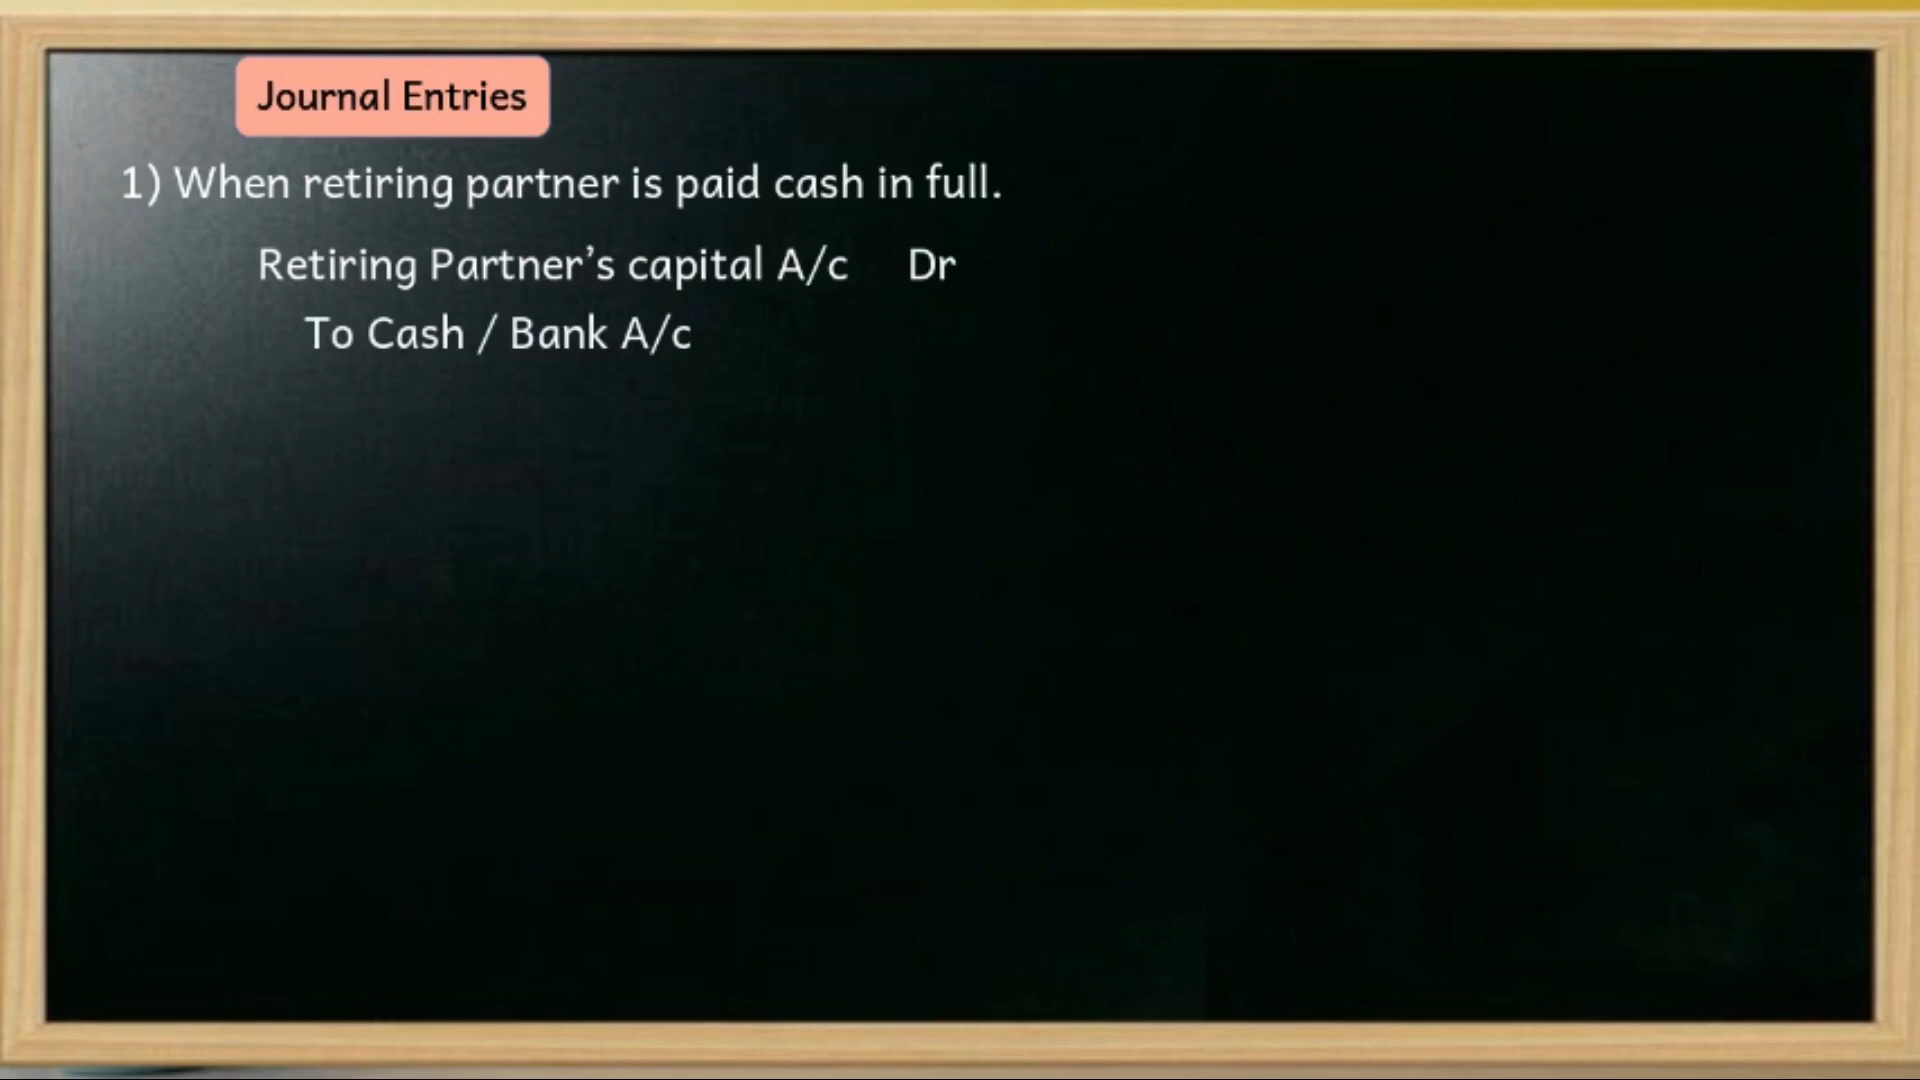 Journal Entries
1) When retiring partner is paid cash in full.
Retiring Partner’s capital A/c Dr
To Cash / Bank A/c